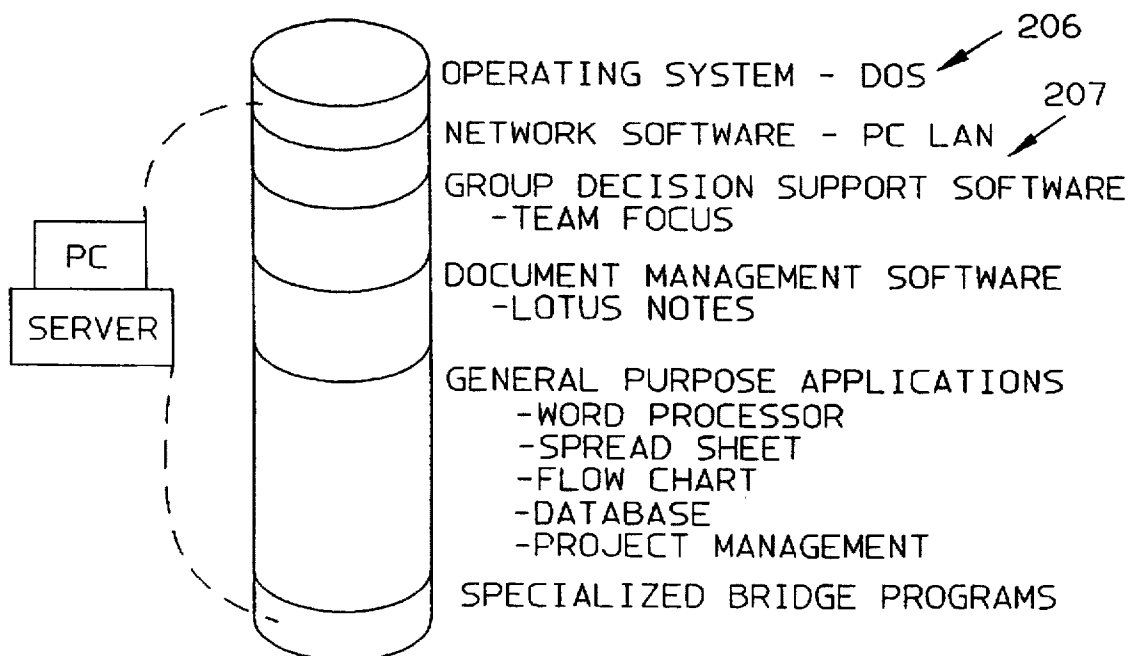 206
OPERATING SYSTEM - DOS
207
NETWORK SOFTWARE - PC LAN
GROUP DECISION SUPPORT SOFTWARE
-TEAM FOCUS
PC
SERVER
DOCUMENT MANAGEMENT SOFTWARE
-LOTUS NOTES
GENERAL PURPOSE APPLICATIONS
-WORD PROCESSOR
-SPREAD SHEET
-FLOW CHART
-DATABASE
-PROJECT MANAGEMENT
SPECIALIZED BRIDGE PROGRAMS